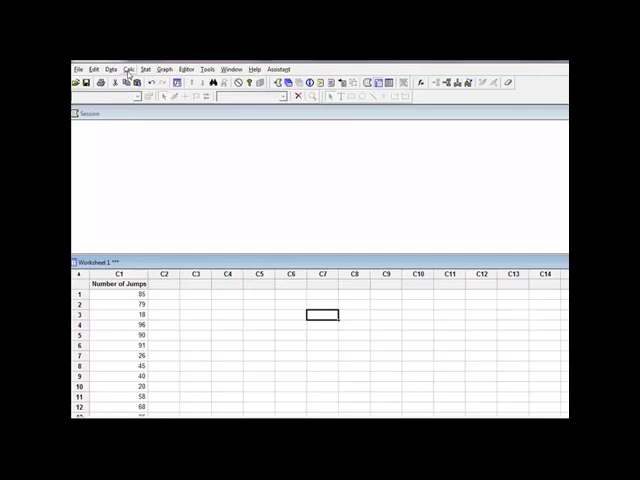 File Edit Data Calc Stat Graph Editor Tools Window Help Assistant
Session
Worksheet 1 ***
C1 C2 C3 C4 C5 C6 C7 C8 C9 C10 C11 C12 C13 C14
Number of Jumps
1 85
2 79
3 18
4 96
5 90
6 91
7 26
8 45
9 40
10 20
11 58
12 68